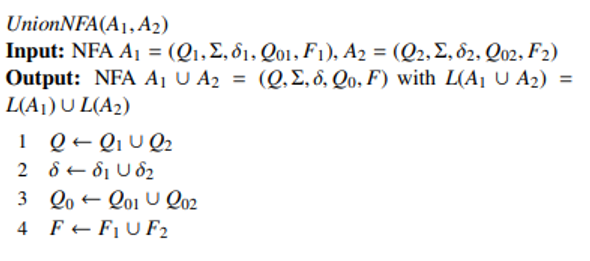 UnionNFA(A₁, A₂)
Input: NFA A₁ = (Q₁, Σ, δ₁, Q₀₁, F₁), A₂ = (Q₂, Σ, δ₂, Q₀₂, F₂)
Output: NFA A₁ ∪ A₂ = (Q, Σ, δ, Q₀, F) with L(A₁ ∪ A₂) =
L(A₁) ∪ L(A₂)
1 Q ← Q₁ ∪ Q₂
2 δ ← δ₁ ∪ δ₂
3 Q₀ ← Q₀₁ ∪ Q₀₂
4 F ← F₁ ∪ F₂